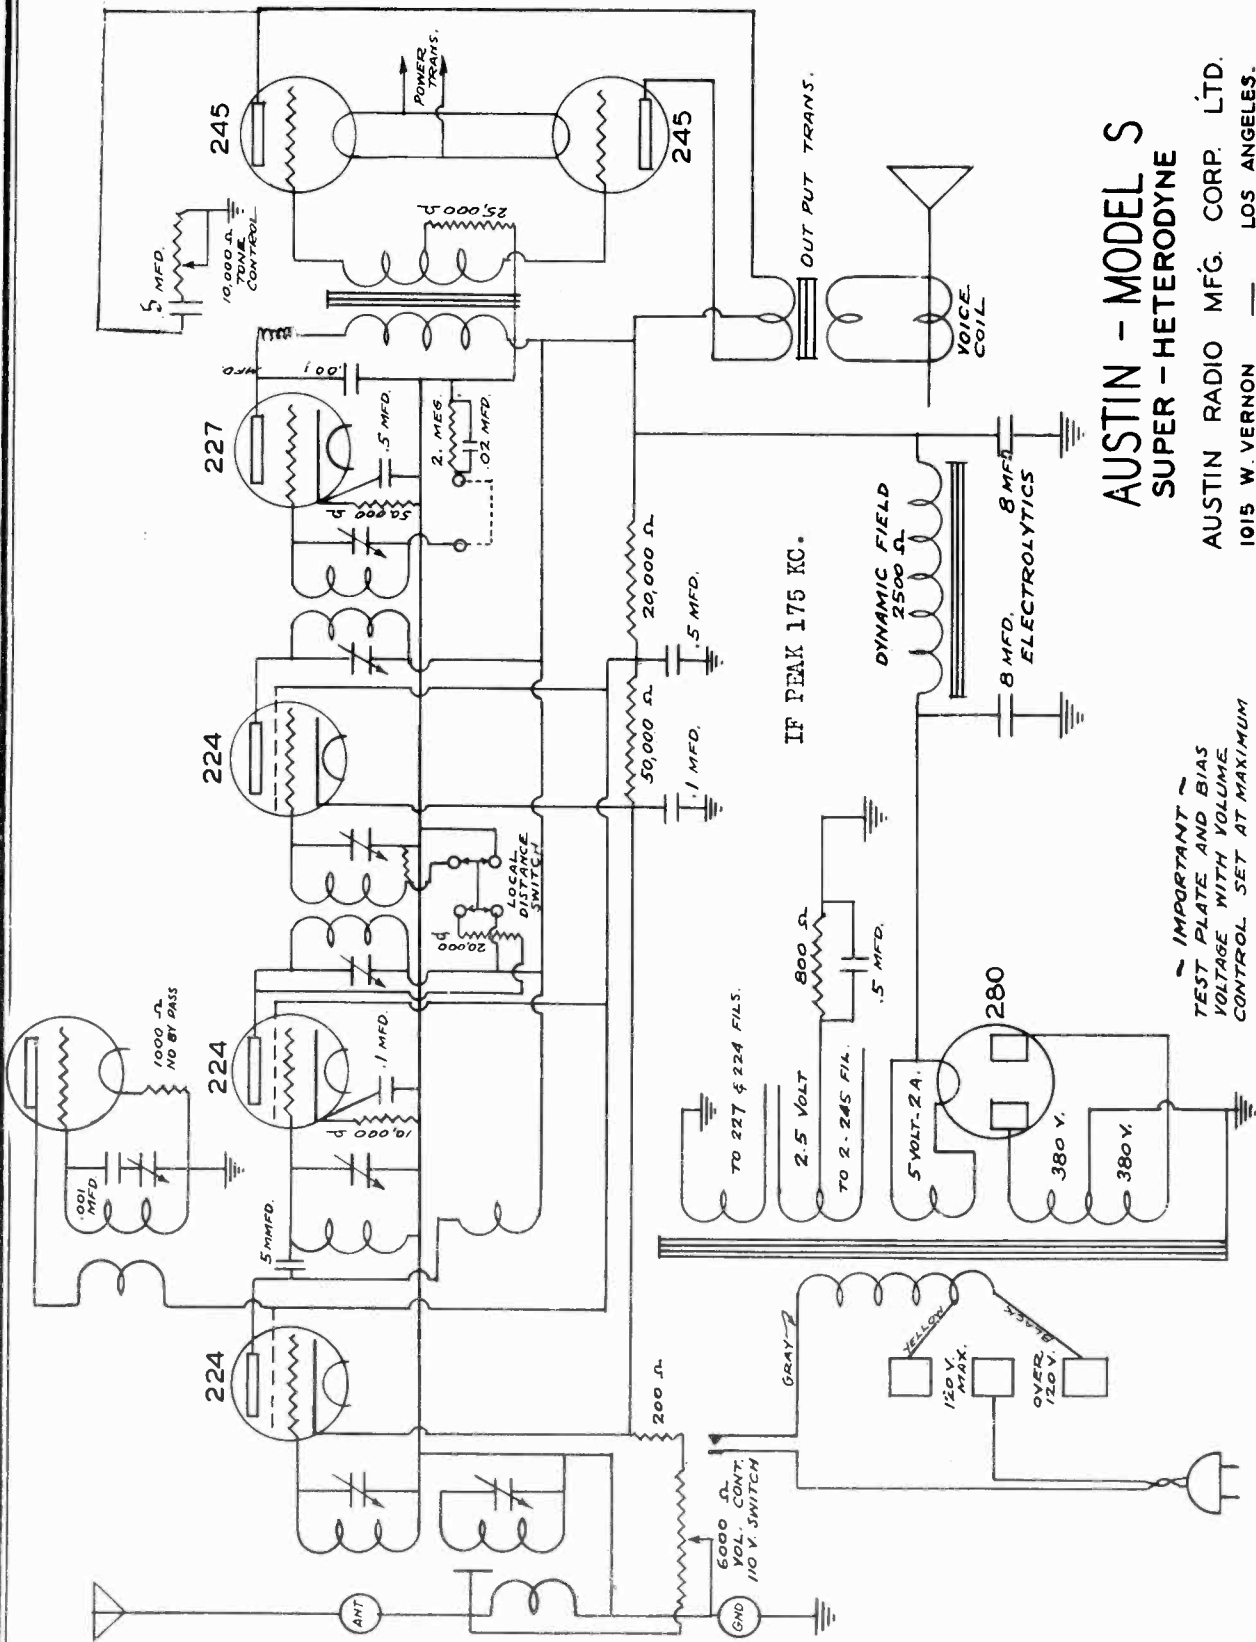 245
POWER
TRANS.
245
.5 MFD.
10,000 Ω
TONE
CONTROL
25,000 Ω
OUT PUT TRANS.
VOICE
COIL
227
MFD.
.001
.5 MFD.
50,000 Ω
2. MEG.
.02 MFD.
224
20,000 Ω
.5 MFD.
50,000 Ω
.1 MFD.
IF PEAK 175 KC.
DYNAMIC FIELD
2500 Ω
8 MFD.
8 MFD.
ELECTROLYTICS
LOCAL
DISTANCE
SWITCH
20,000
1000 Ω
NO BY PASS
224
.1 MFD.
10,000 Ω
.001
MFD.
.5 MMFD.
224
200 Ω
6000 Ω
VOL. CONT.
110 V. SWITCH
ANT
GND
TO 227 & 224 FILS.
2.5 VOLT
800 Ω
.5 MFD.
TO 2-245 FIL.
5 VOLT-2A.
280
380 V.
380 V.
GRAY
YELLOW
BLACK
120 V.
MAX.
OVER
120 V.
~ IMPORTANT ~
TEST PLATE AND BIAS
VOLTAGE WITH VOLUME
CONTROL SET AT MAXIMUM
AUSTIN - MODEL S
SUPER-HETERODYNE
AUSTIN RADIO M'F'G. CORP. L'T'D.
1915 W. VERNON — LOS ANGELES.